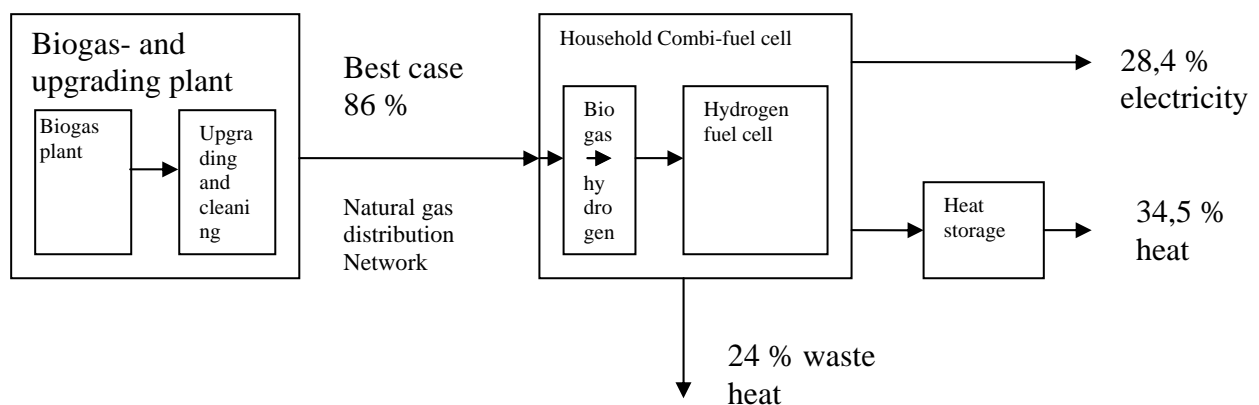 Biogas- and
upgrading plant
Biogas
plant
Upgra
ding
and
cleani
ng
Best case
86 %
Natural gas
distribution
Network
Household Combi-fuel cell
Bio
gas
hy
dro
gen
Hydrogen
fuel cell
28,4 %
electricity
Heat
storage
34,5 %
heat
24 % waste
heat